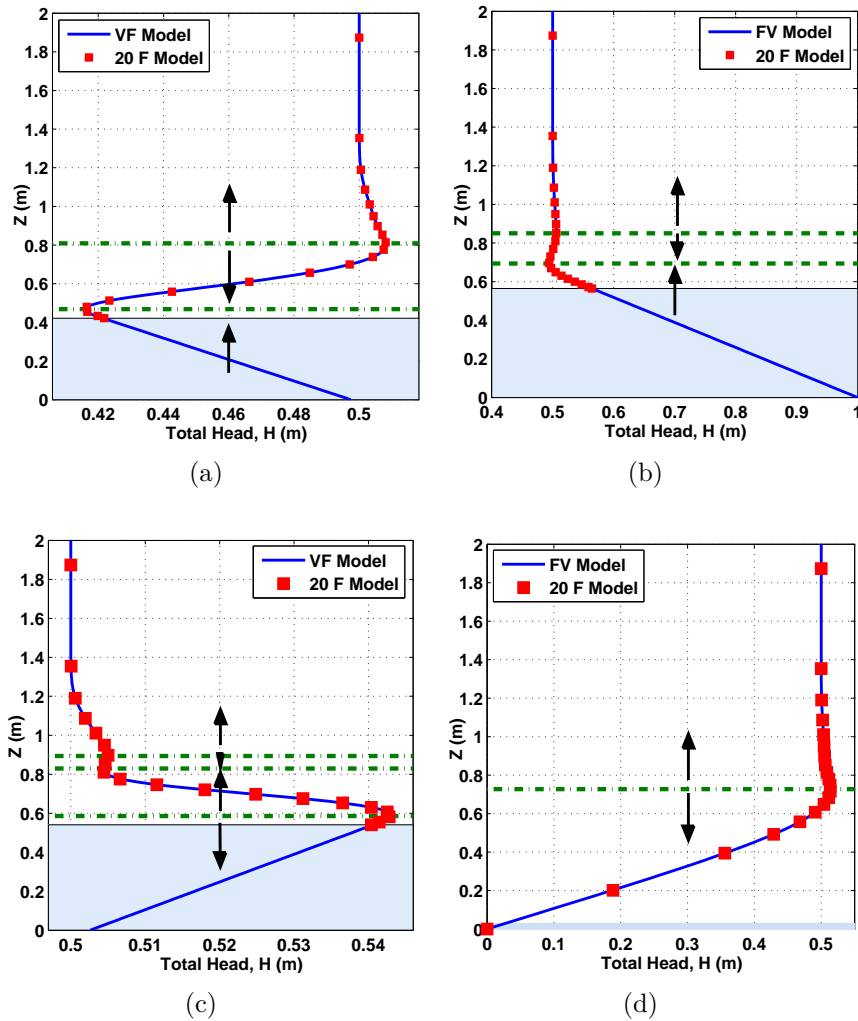 2
1.8
1.6
1.4
1.2
1
0.8
0.6
0.4
0.2
0
Z (m)
VF Model
20 F Model
0.42 0.44 0.46 0.48 0.5
Total Head, H (m)
(a)
2
1.8
1.6
1.4
1.2
1
0.8
0.6
0.4
0.2
0
Z (m)
FV Model
20 F Model
0.4 0.5 0.6 0.7 0.8 0.9 1
Total Head, H (m)
(b)
2
1.8
1.6
1.4
1.2
1
0.8
0.6
0.4
0.2
0
Z (m)
VF Model
20 F Model
0.5 0.51 0.52 0.53 0.54
Total Head, H (m)
(c)
2
1.8
1.6
1.4
1.2
1
0.8
0.6
0.4
0.2
0
Z (m)
FV Model
20 F Model
0 0.1 0.2 0.3 0.4 0.5
Total Head, H (m)
(d)